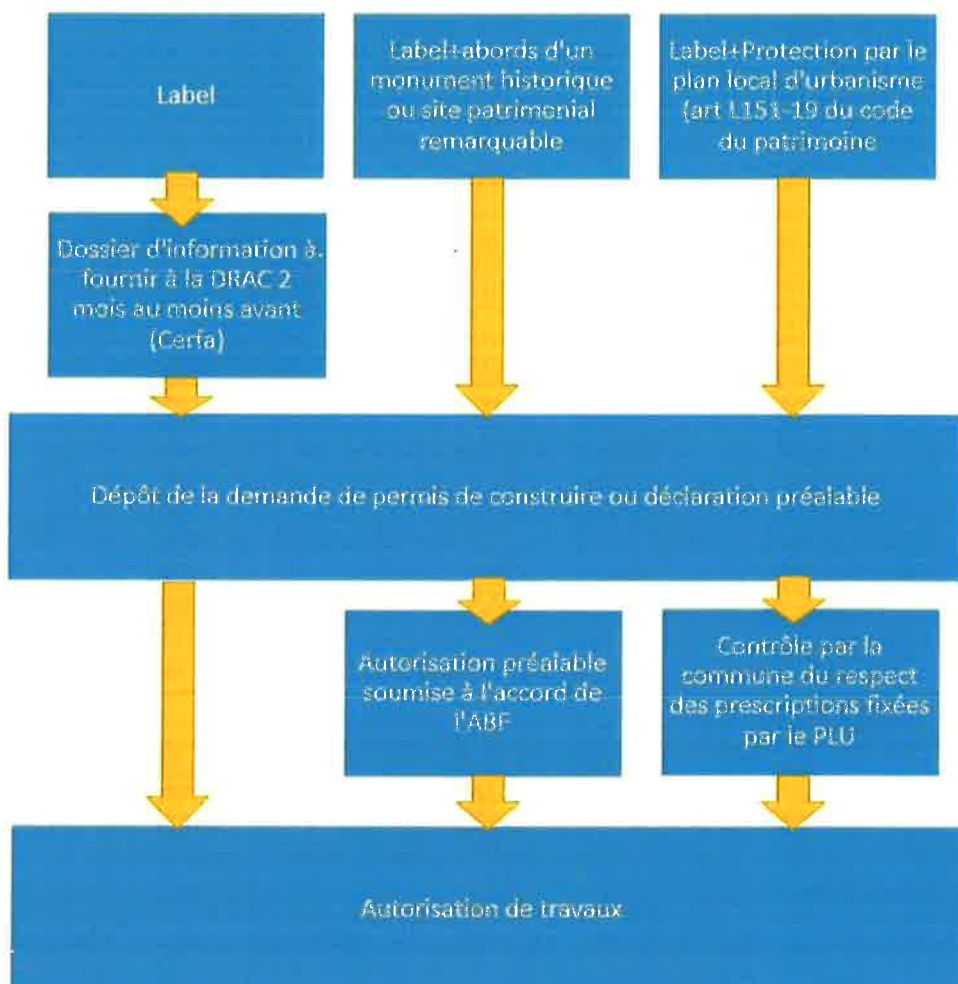 Label
Label+abords d'un
monument historique
ou site patrimonial
remarquable
Label+Protection par le
plan local d'urbanisme
(art L151-19 du code
du patrimoine
Dossier d'information à
fournir à la DRAC 2
mois au moins avant
(Cerfa)
Dépôt de la demande de permis de construire ou déclaration préalable
Autorisation préalable
soumise à l'accord de
l'ABF
Contrôle par la
commune du respect
des prescriptions fixées
par le PLU
Autorisation de travaux